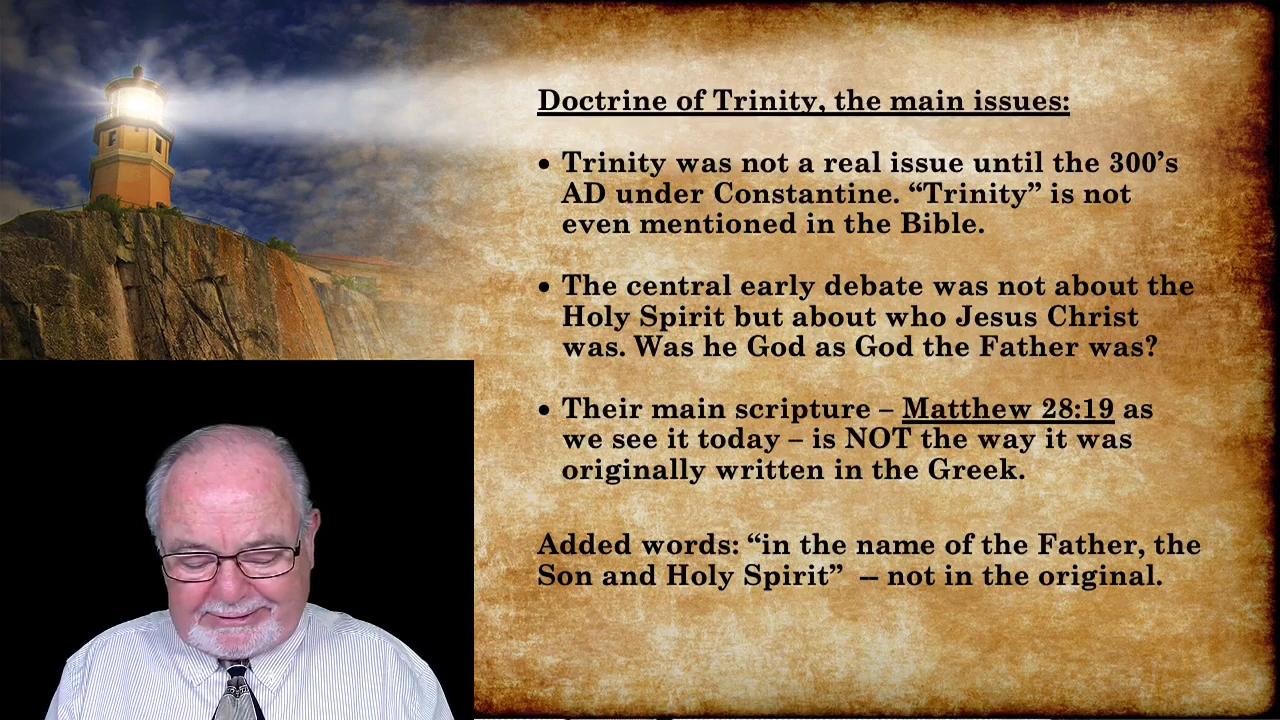 Doctrine of Trinity, the main issues:
• Trinity was not a real issue until the 300’s
AD under Constantine. “Trinity” is not
even mentioned in the Bible.
• The central early debate was not about the
Holy Spirit but about who Jesus Christ
was. Was he God as God the Father was?
• Their main scripture – Matthew 28:19 as
we see it today – is NOT the way it was
originally written in the Greek.
Added words: “in the name of the Father, the
Son and Holy Spirit” -- not in the original.